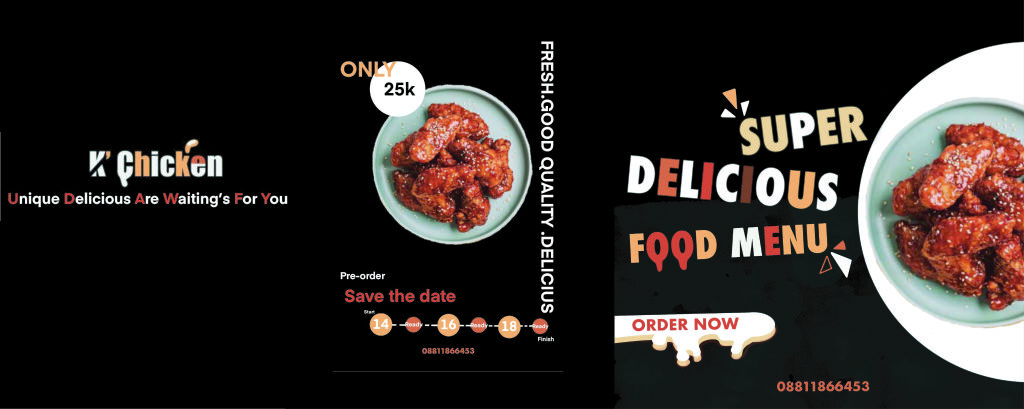 K' Chicken
Unique Delicious Are Waiting's For You
ONLY
25k
FRESH.GOOD QUALITY .DELICIUS
Pre-order
Save the date
Start
14 Ready 16 Ready 18 Ready
Finish
08811866453
SUPER
DELICIOUS
FOOD MENU
ORDER NOW
08811866453